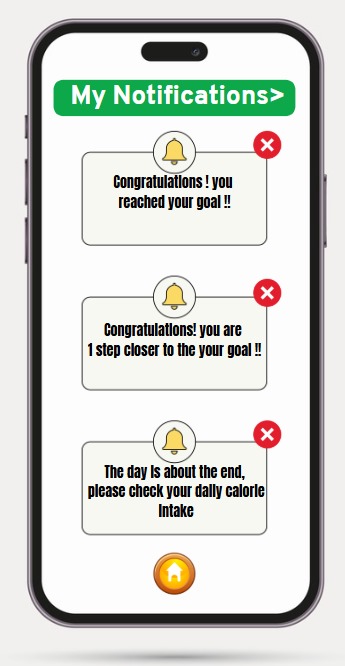 My Notifications>
Congratulations ! you
reached your goal !!
Congratulations! you are
1 step closer to the your goal !!
The day is about the end,
please check your daily calorie
intake